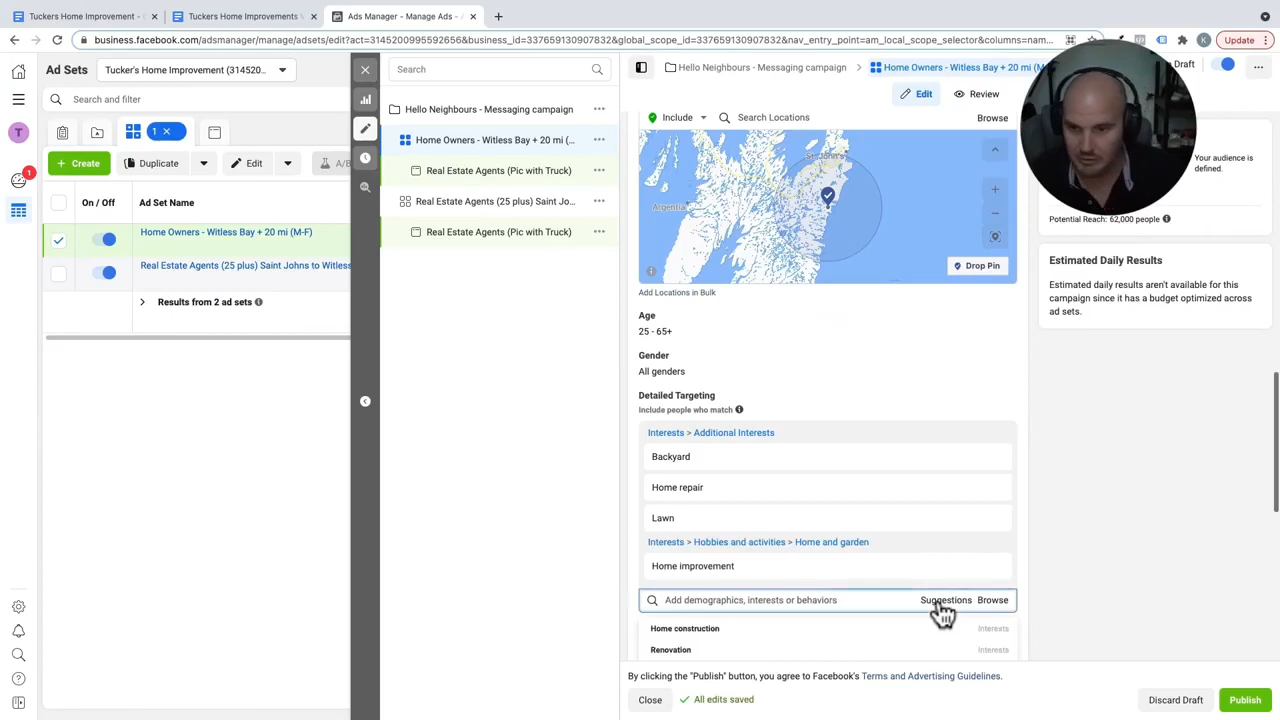 Tuckers Home Improvement - 
Tuckers Home Improvements V
Ads Manager - Manage Ads - 
business.facebook.com/adsmanager/manage/adsets/edit?act=3145200995592656&business_id=337659130907832&global_scope_id=337659130907832&nav_entry_point=am_local_scope_selector&columns=nam...
Update
Ad Sets
Tucker's Home Improvement (314520...
Search and filter
1
Create
Duplicate
Edit
A/B
On / Off
Ad Set Name
Home Owners - Witless Bay + 20 mi (M-F)
Real Estate Agents (25 plus) Saint Johns to Witless
Results from 2 ad sets
T
1
Search
Hello Neighbours - Messaging campaign
Home Owners - Witless Bay + 20 mi (...
Real Estate Agents (Pic with Truck)
Real Estate Agents (25 plus) Saint Jo...
Real Estate Agents (Pic with Truck)
Hello Neighbours - Messaging campaign
Home Owners - Witless Bay + 20 mi (M
Draft
Edit
Review
Include
Search Locations
Browse
St. John's
Argentia
Drop Pin
Add Locations in Bulk
Age
25 - 65+
Gender
All genders
Detailed Targeting
Include people who match
Interests > Additional Interests
Backyard
Home repair
Lawn
Interests > Hobbies and activities > Home and garden
Home improvement
Add demographics, interests or behaviors
Suggestions
Browse
Home construction
Interests
Renovation
Interests
By clicking the "Publish" button, you agree to Facebook's Terms and Advertising Guidelines.
Close
All edits saved
Discard Draft
Publish
Your audience is
defined.
Potential Reach: 62,000 people
Estimated Daily Results
Estimated daily results aren't available for this
campaign since it has a budget optimized across
ad sets.
K